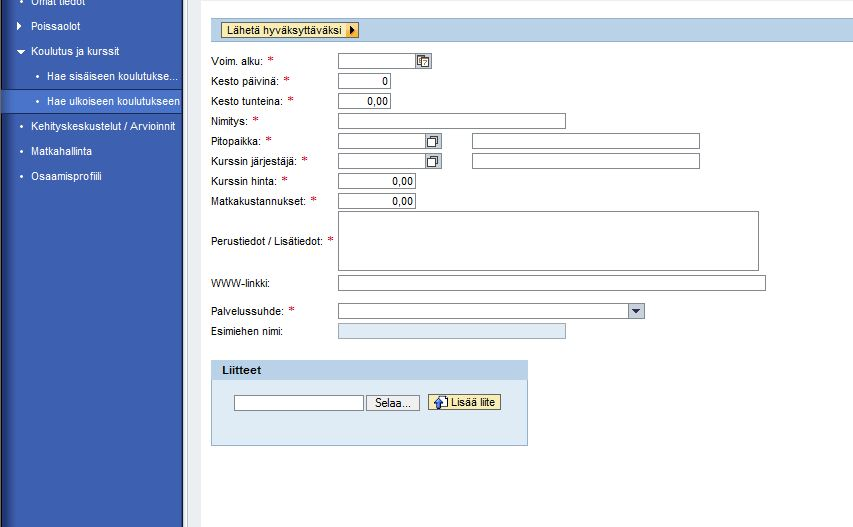 Omat tiedot
Poissaolot
Koulutus ja kurssit
Hae sisäiseen koulutukse...
Hae ulkoiseen koulutukseen
Kehityskeskustelut / Arvioinnit
Matkahallinta
Osaamisprofiili
Lähetä hyväksyttäväksi
Voim. alku: *
Kesto päivinä: * 0
Kesto tunteina: * 0,00
Nimitys: *
Pitopaikka: *
Kurssin järjestäjä: *
Kurssin hinta: * 0,00
Matkakustannukset: * 0,00
Perustiedot / Lisätiedot: *
WWW-linkki:
Palvelussuhde: *
Esimiehen nimi:
Liitteet
Selaa... Lisää liite